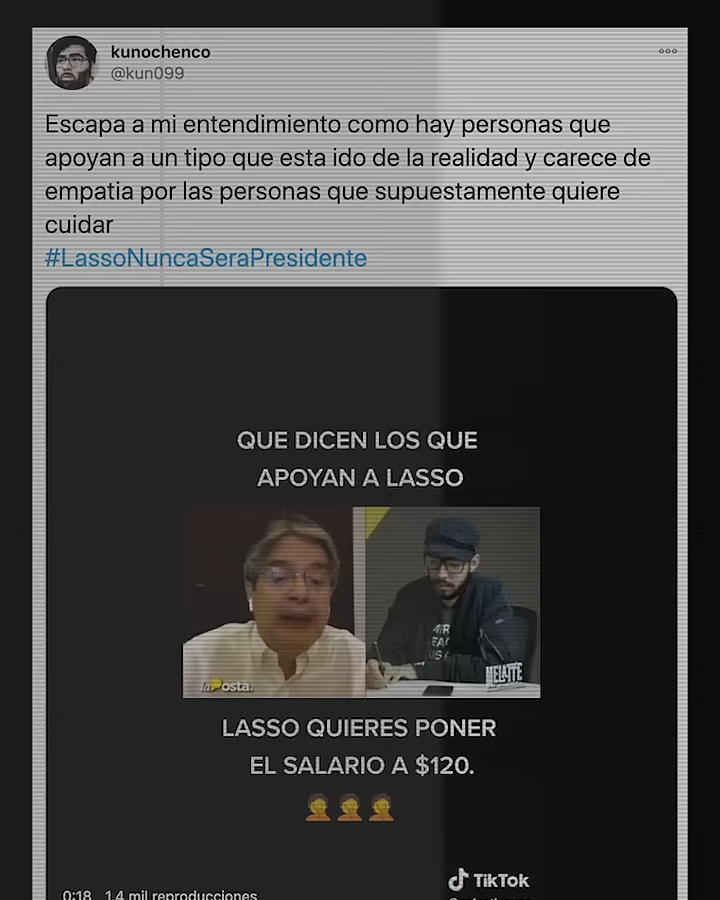 kunochenco
@kun099
Escapa a mi entendimiento como hay personas que
apoyan a un tipo que esta ido de la realidad y carece de
empatia por las personas que supuestamente quiere
cuidar
#LassoNuncaSeraPresidente
QUE DICEN LOS QUE
APOYAN A LASSO
laPosta.
MELATTE
LASSO QUIERES PONER
EL SALARIO A $120.
TikTok
0:18 1,4 mil reproducciones